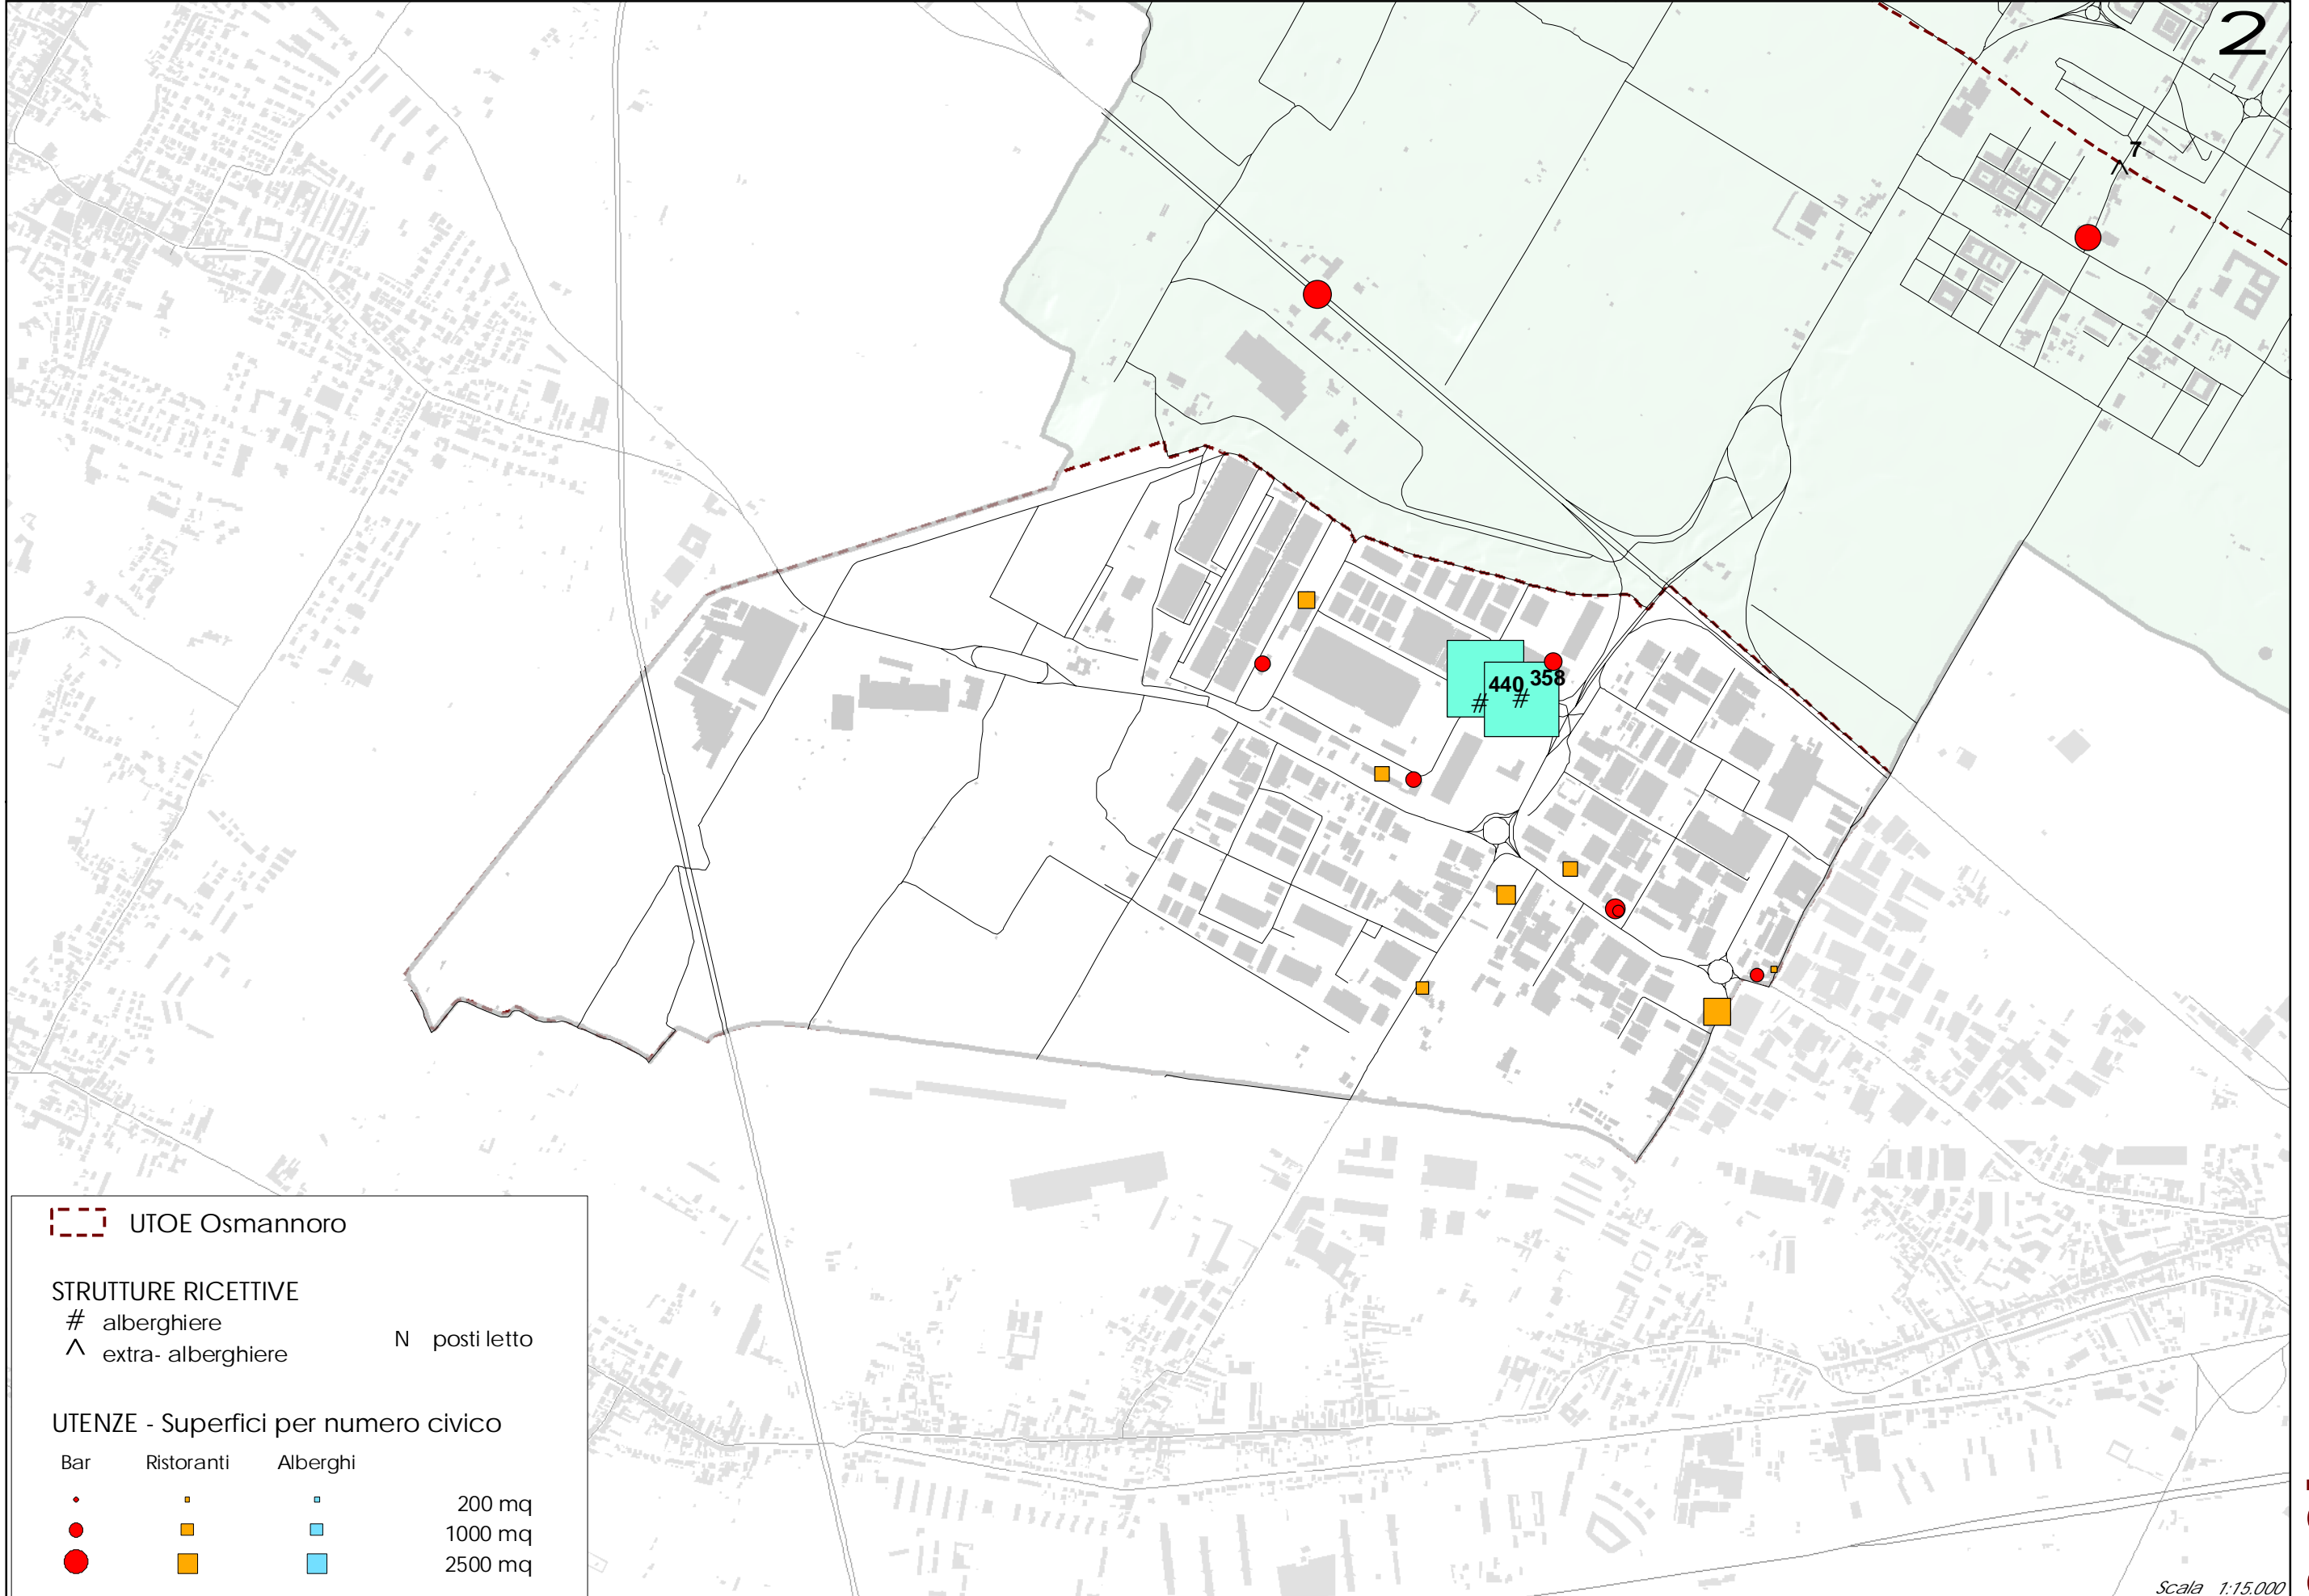 2
7
440 358
# #
UTOE Osmannoro
STRUTTURE RICETTIVE
# alberghiere
^ extra- alberghiere
N posti letto
UTENZE - Superfici per numero civico
Bar Ristoranti Alberghi
200 mq
1000 mq
2500 mq
Scala 1:15.000